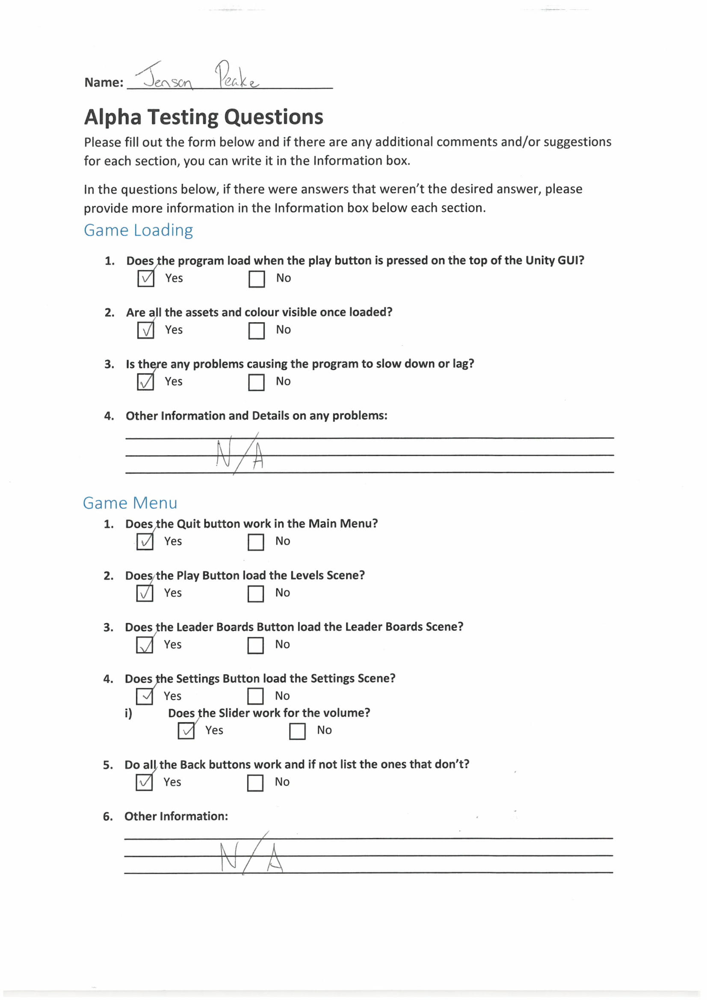 Name: Jenson Peake
Alpha Testing Questions
Please fill out the form below and if there are any additional comments and/or suggestions
for each section, you can write it in the Information box.
In the questions below, if there were answers that weren't the desired answer, please
provide more information in the Information box below each section.
Game Loading
1. Does the program load when the play button is pressed on the top of the Unity GUI?
☑ Yes ☐ No
2. Are all the assets and colour visible once loaded?
☑ Yes ☐ No
3. Is there any problems causing the program to slow down or lag?
☑ Yes ☐ No
4. Other Information and Details on any problems:
N/A
Game Menu
1. Does the Quit button work in the Main Menu?
☑ Yes ☐ No
2. Does the Play Button load the Levels Scene?
☑ Yes ☐ No
3. Does the Leader Boards Button load the Leader Boards Scene?
☑ Yes ☐ No
4. Does the Settings Button load the Settings Scene?
☑ Yes ☐ No
i) Does the Slider work for the volume?
☑ Yes ☐ No
5. Do all the Back buttons work and if not list the ones that don't?
☑ Yes ☐ No
6. Other Information:
N/A